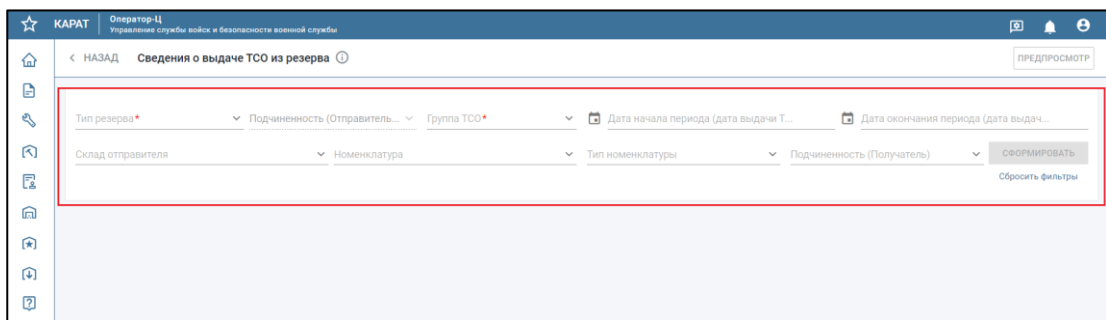 КАРАТ
Оператор-Ц
Управление службы войск и безопасности военной службы
< НАЗАД Сведения о выдаче ТСО из резерва
ПРЕДПРОСМОТР
Тип резерва* Подчиненность (Отправитель... Группа ТСО* Дата начала периода (дата выдачи Т... Дата окончания периода (дата выдач...
Склад отправителя Номенклатура Тип номенклатуры Подчиненность (Получатель) СФОРМИРОВАТЬ
Сбросить фильтры